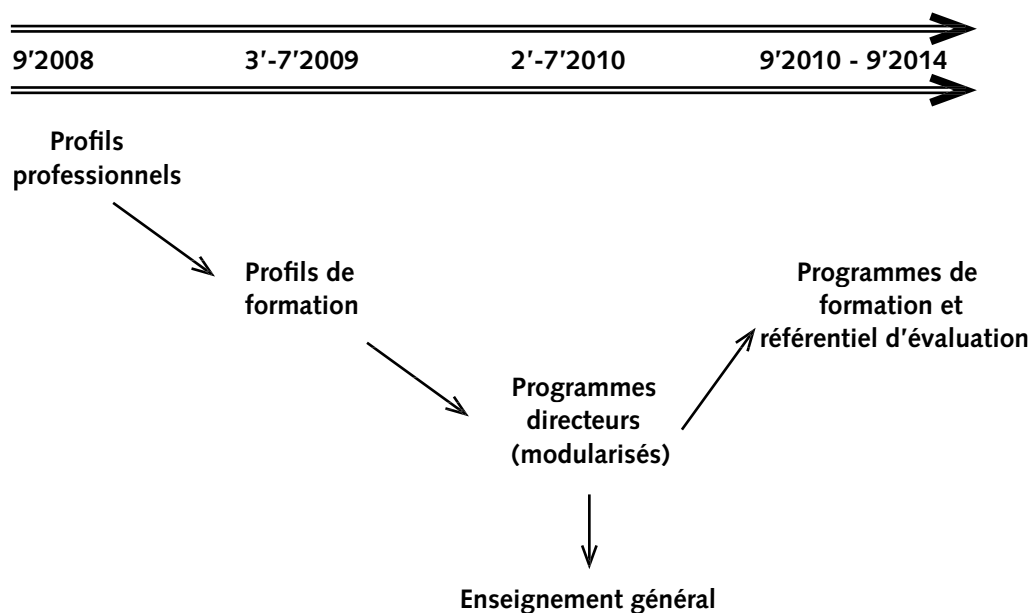 9'2008 3'-7'2009 2'-7'2010 9'2010 - 9'2014
Profils
professionnels
Profils de
formation
Programmes de
formation et
référentiel d'évaluation
Programmes
directeurs
(modularisés)
Enseignement général